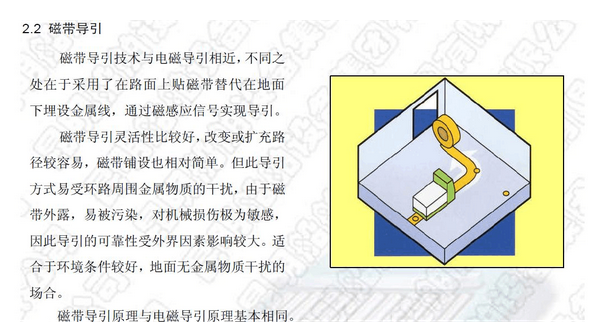 2.2 磁带导引
磁带导引技术与电磁导引相近，不同之
处在于采用了在路面上贴磁带替代在地面
下埋设金属线，通过磁感应信号实现导引。
磁带导引灵活性比较好，改变或扩充路
径较容易，磁带铺设也相对简单。但此导引
方式易受环路周围金属物质的干扰，由于磁
带外露，易被污染，对机械损伤极为敏感，
因此导引的可靠性受外界因素影响较大。适
合于环境条件较好，地面无金属物质干扰的
场合。
磁带导引原理与电磁导引原理基本相同。